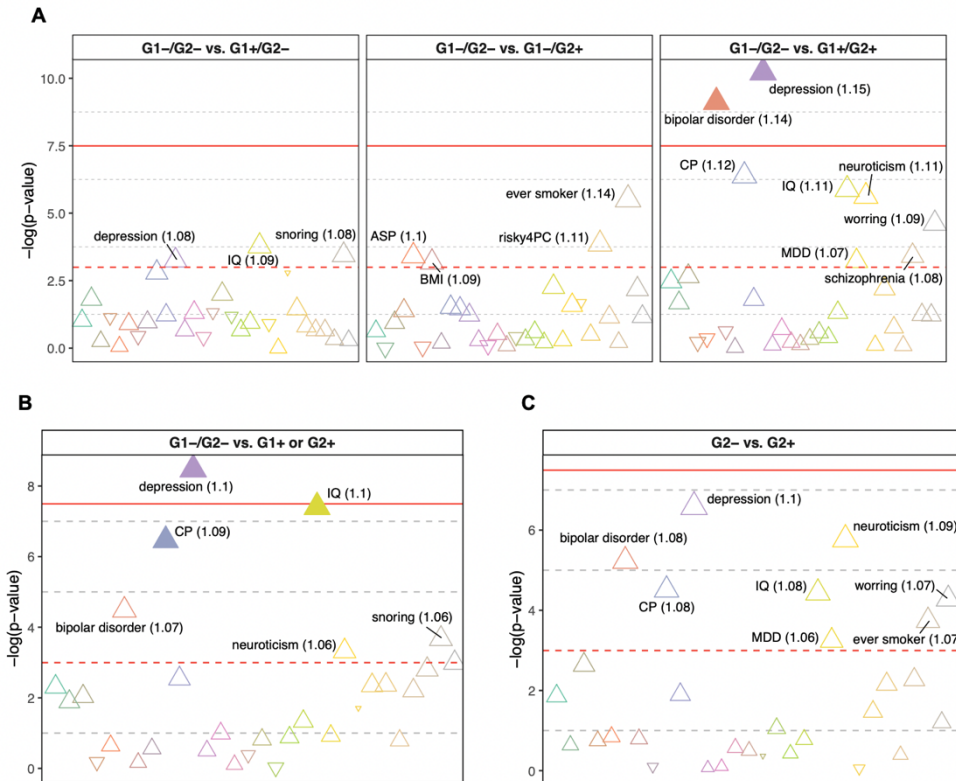 A
G1−/G2− vs. G1+/G2−
G1−/G2− vs. G1−/G2+
G1−/G2− vs. G1+/G2+
−log(p−value)
10.0
7.5
5.0
2.5
0.0
depression (1.08)
IQ (1.09)
snoring (1.08)
ASP (1.1)
BMI (1.09)
ever smoker (1.14)
risky4PC (1.11)
depression (1.15)
bipolar disorder (1.14)
CP (1.12)
neuroticism (1.11)
IQ (1.11)
worring (1.09)
MDD (1.07)
schizophrenia (1.08)
B
G1−/G2− vs. G1+ or G2+
−log(p−value)
8
6
4
2
0
depression (1.1)
IQ (1.1)
CP (1.09)
bipolar disorder (1.07)
snoring (1.06)
neuroticism (1.06)
C
G2− vs. G2+
−log(p−value)
6
4
2
0
depression (1.1)
neuroticism (1.09)
bipolar disorder (1.08)
CP (1.08)
IQ (1.08)
worring (1.07)
MDD (1.06)
ever smoker (1.07)